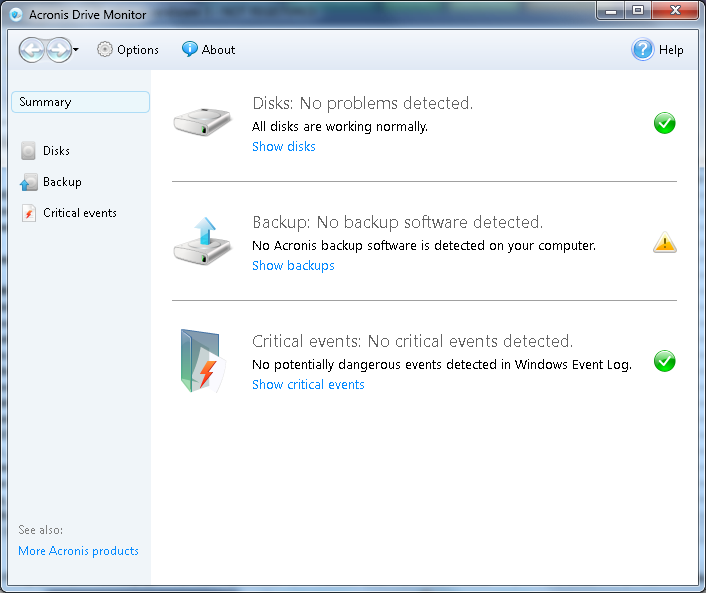 Acronis Drive Monitor
Options
About
Help
Summary
Disks
Backup
Critical events
Disks: No problems detected.
All disks are working normally.
Show disks
Backup: No backup software detected.
No Acronis backup software is detected on your computer.
Show backups
Critical events: No critical events detected.
No potentially dangerous events detected in Windows Event Log.
Show critical events
See also:
More Acronis products